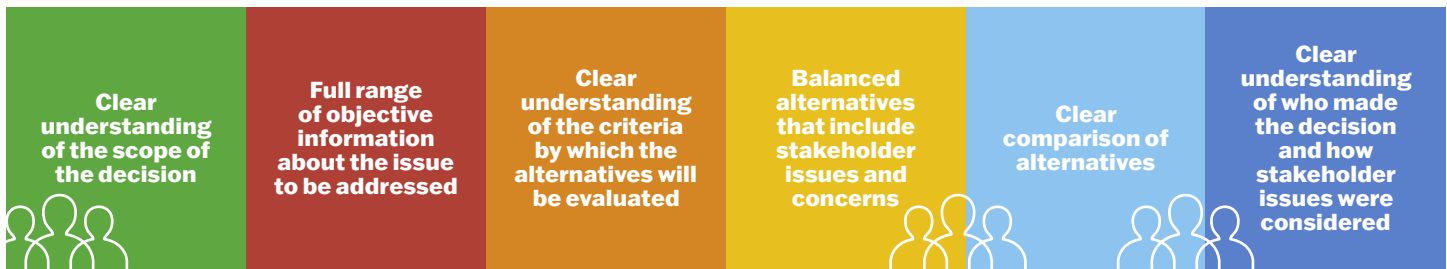 Clear
understanding
of the scope of
the decision
Full range
of objective
information
about the issue
to be addressed
Clear
understanding
of the criteria
by which the
alternatives will
be evaluated
Balanced
alternatives
that include
stakeholder
issues and
concerns
Clear
comparison of
alternatives
Clear
understanding
of who made
the decision
and how
stakeholder
issues were
considered